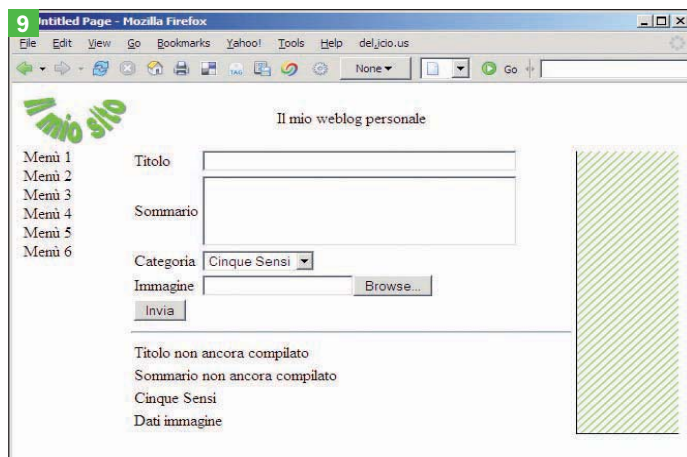 9
Untitled Page - Mozilla Firefox
File Edit View Go Bookmarks Yahoo! Tools Help del.icio.us
TAG None Go
Il mio sito
Il mio weblog personale
Menù 1
Menù 2
Menù 3
Menù 4
Menù 5
Menù 6
Titolo
Sommario
Categoria Cinque Sensi
Immagine Browse...
Invia
Titolo non ancora compilato
Sommario non ancora compilato
Cinque Sensi
Dati immagine